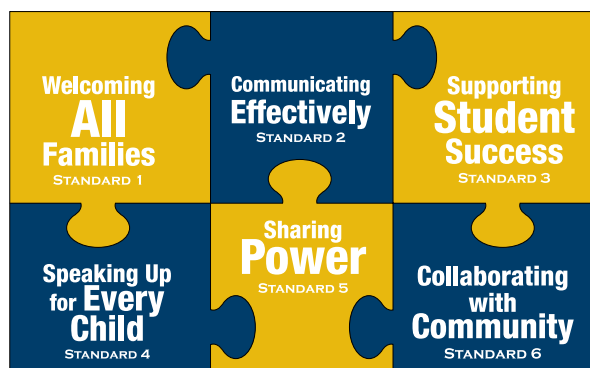 Welcoming
All
Families
STANDARD 1
Communicating
Effectively
STANDARD 2
Supporting
Student
Success
STANDARD 3
Speaking Up
for Every
Child
STANDARD 4
Sharing
Power
STANDARD 5
Collaborating
with
Community
STANDARD 6